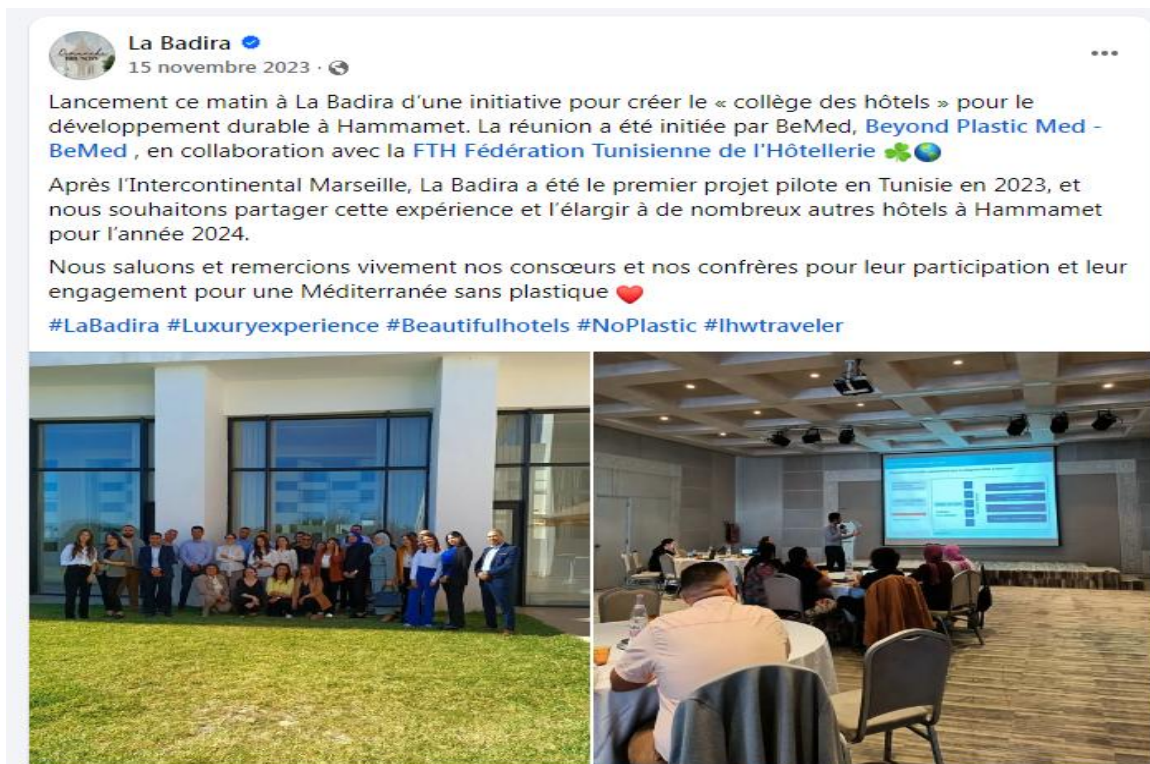 La Badira
15 novembre 2023 ·
Lancement ce matin à La Badira d'une initiative pour créer le « collège des hôtels » pour le
développement durable à Hammamet. La réunion a été initiée par BeMed, Beyond Plastic Med -
BeMed , en collaboration avec la FTH Fédération Tunisienne de l'Hôtellerie ☘️🌎
Après l'Intercontinental Marseille, La Badira a été le premier projet pilote en Tunisie en 2023, et
nous souhaitons partager cette expérience et l'élargir à de nombreux autres hôtels à Hammamet
pour l'année 2024.
Nous saluons et remercions vivement nos consœurs et nos confrères pour leur participation et leur
engagement pour une Méditerranée sans plastique ❤️
#LaBadira #Luxuryexperience #Beautifulhotels #NoPlastic #lhwtraveler